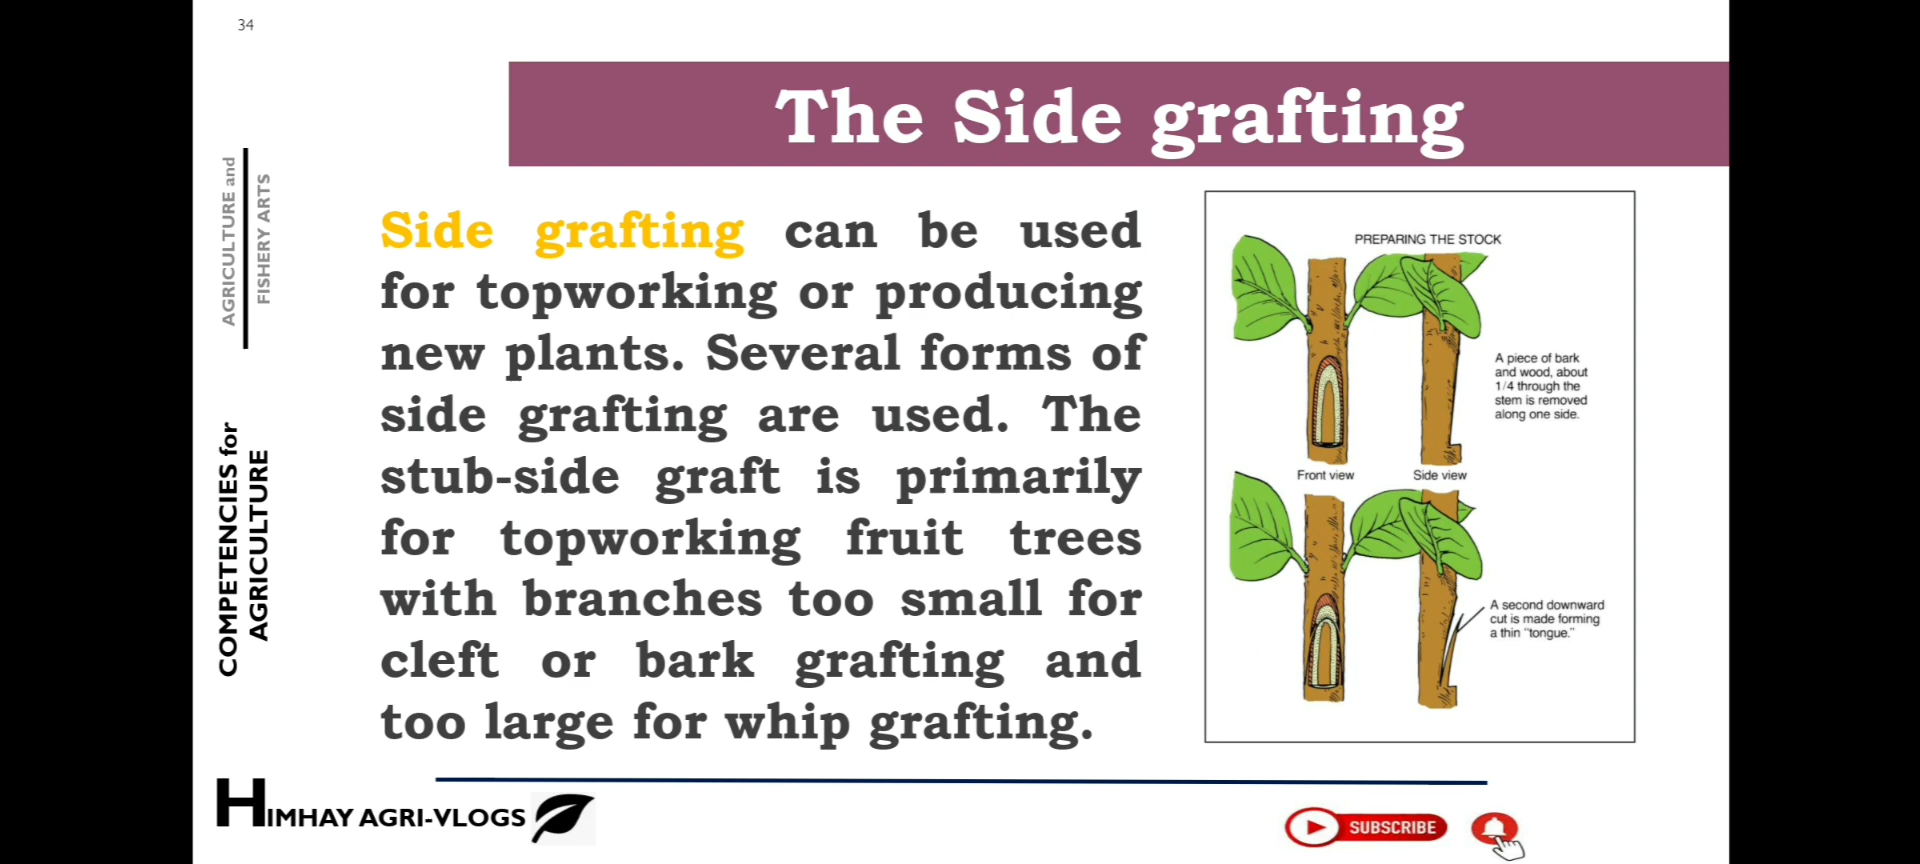 34
The Side grafting
AGRICULTURE and
FISHERY ARTS
COMPETENCIES for
AGRICULTURE
Side grafting can be used
for topworking or producing
new plants. Several forms of
side grafting are used. The
stub-side graft is primarily
for topworking fruit trees
with branches too small for
cleft or bark grafting and
too large for whip grafting.
PREPARING THE STOCK
A piece of bark
and wood, about
1/4 through the
stem is removed
along one side.
Front view
Side view
A second downward
cut is made forming
a thin "tongue."
HIMHAY AGRI-VLOGS
SUBSCRIBE